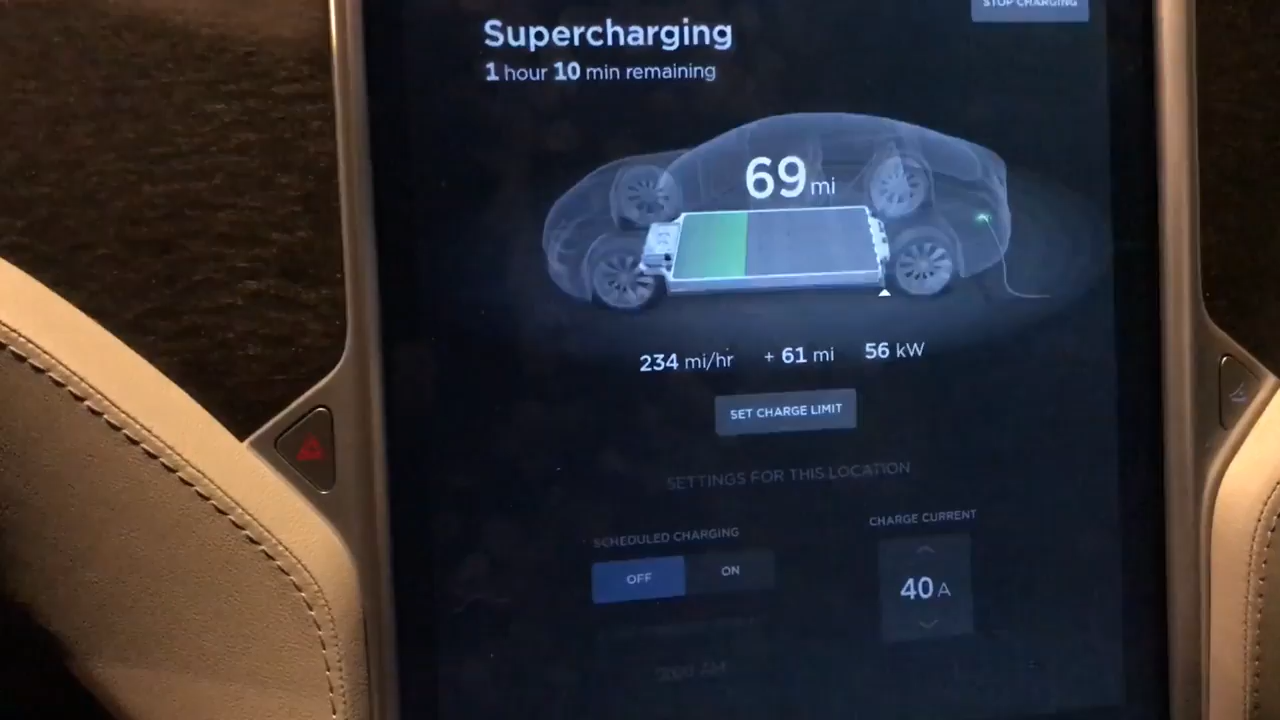 STOP CHARGING
Supercharging
1 hour 10 min remaining
69 mi
234 mi/hr + 61 mi 56 kW
SET CHARGE LIMIT
SETTINGS FOR THIS LOCATION
SCHEDULED CHARGING
CHARGE CURRENT
OFF ON
40 A